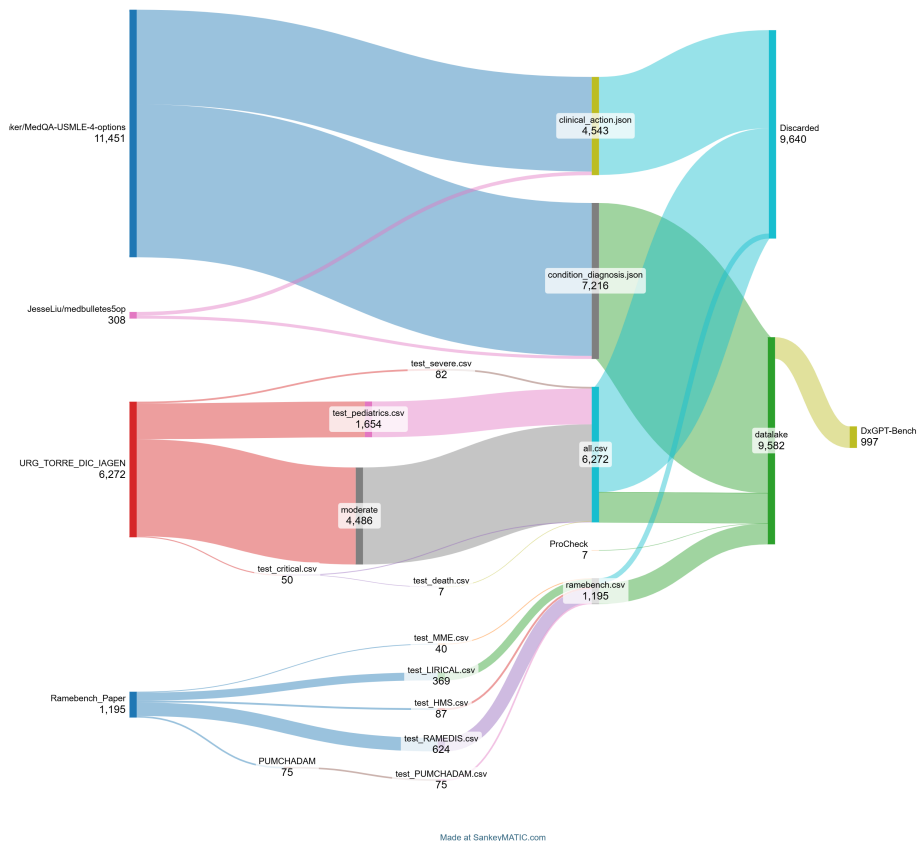 clinical_action.json
4,543
ker/MedQA-USMLE-4-options
11,451
Discarded
9,640
condition_diagnosis.json
7,216
JesseLiu/medbulletes5op
308
test_severe.csv
82
test_pediatrics.csv
1,654
DxGPT-Bench
997
datalake
9,582
all.csv
6,272
URG_TORRE_DIC_IAGEN
6,272
moderate
4,486
ProCheck
7
test_critical.csv
50
test_death.csv
7
ramebench.csv
1,195
test_MME.csv
40
test_LIRICAL.csv
369
Ramebench_Paper
1,195
test_HMS.csv
87
test_RAMEDIS.csv
624
PUMCHADAM
75
test_PUMCHADAM.csv
75
Made at SankeyMATIC.com